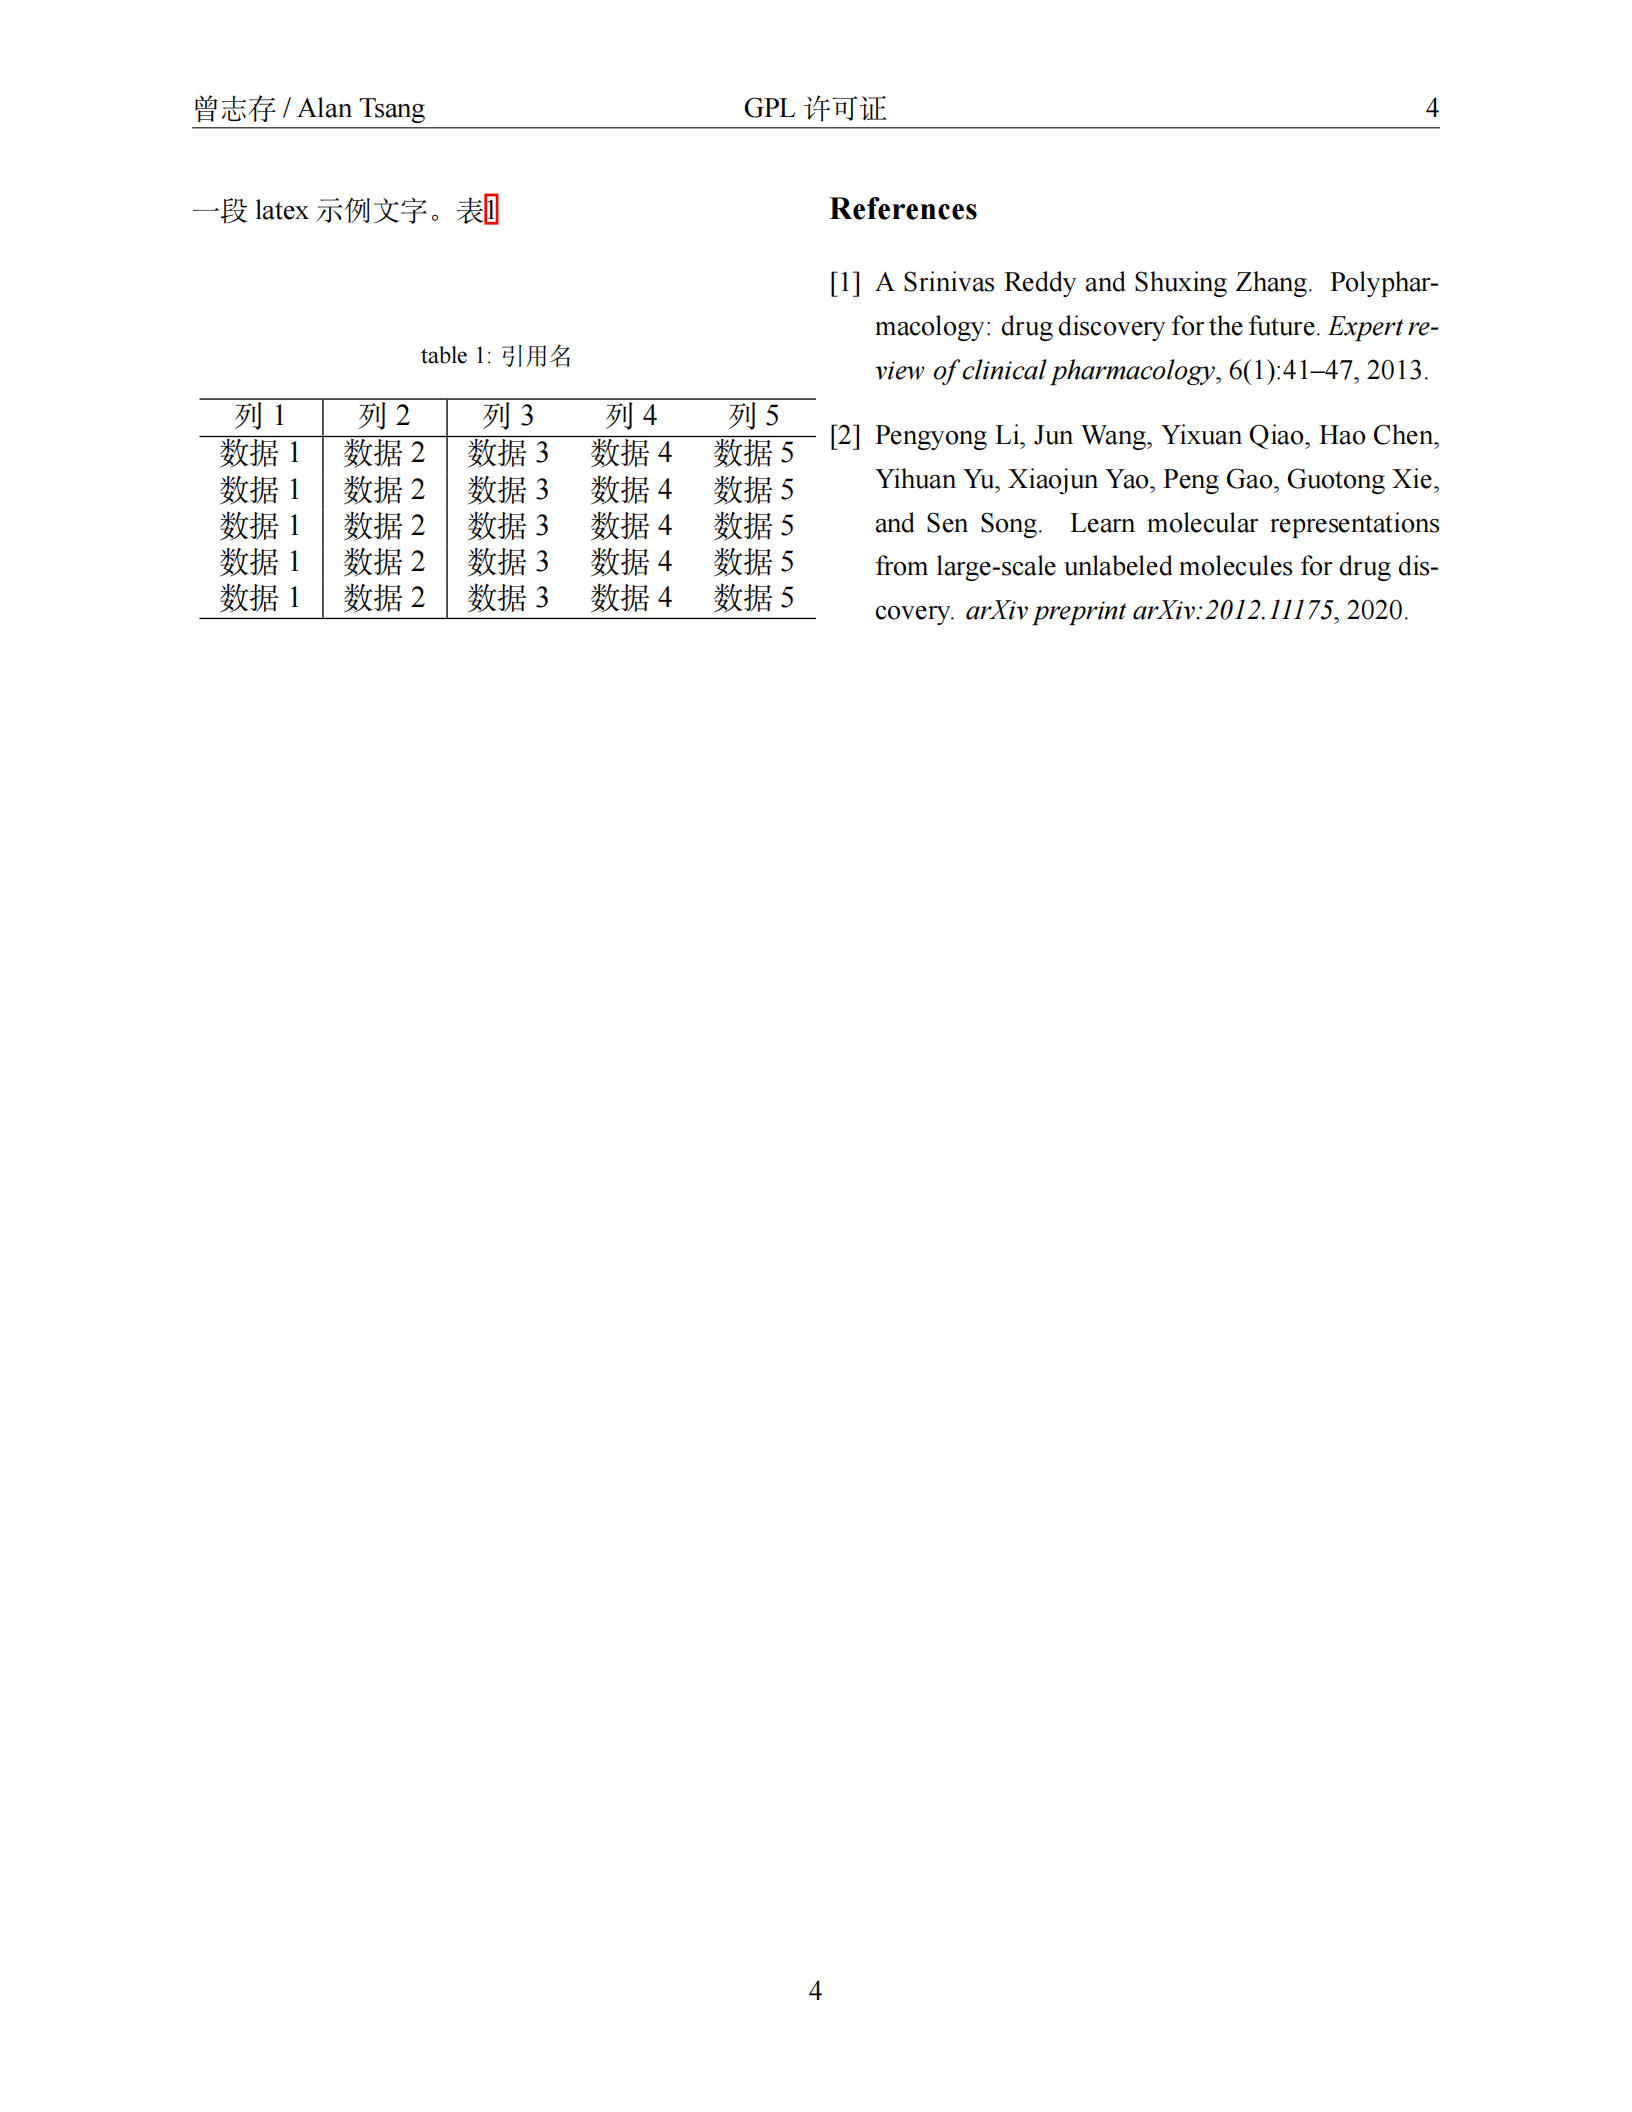 曾志存 / Alan Tsang GPL 许可证 4
一段 latex 示例文字。表1
table 1: 引用名
列 1 列 2 列 3 列 4 列 5
数据 1 数据 2 数据 3 数据 4 数据 5
数据 1 数据 2 数据 3 数据 4 数据 5
数据 1 数据 2 数据 3 数据 4 数据 5
数据 1 数据 2 数据 3 数据 4 数据 5
数据 1 数据 2 数据 3 数据 4 数据 5
References
[1] A Srinivas Reddy and Shuxing Zhang. Polyphar-
macology: drug discovery for the future. Expert re-
view of clinical pharmacology, 6(1):41–47, 2013.
[2] Pengyong Li, Jun Wang, Yixuan Qiao, Hao Chen,
Yihuan Yu, Xiaojun Yao, Peng Gao, Guotong Xie,
and Sen Song. Learn molecular representations
from large-scale unlabeled molecules for drug dis-
covery. arXiv preprint arXiv:2012.11175, 2020.
4